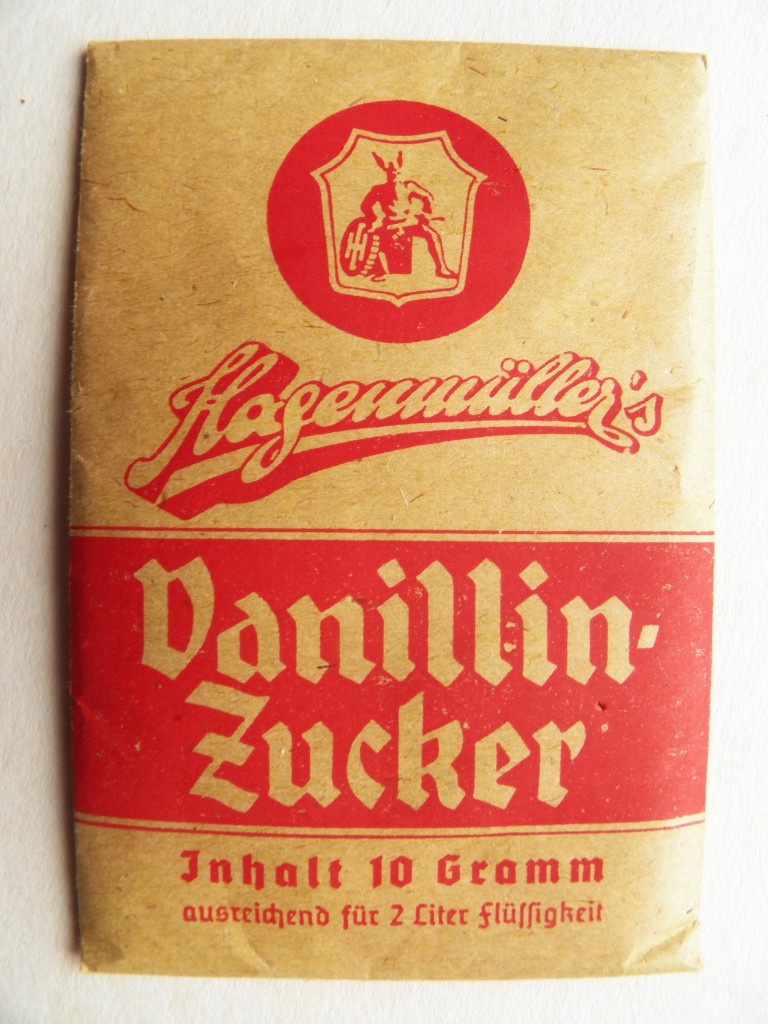 H
Hagenmüller's
Vanillin-
Zucker
Inhalt 10 Gramm
ausreichend für 2 Liter Flüssigkeit